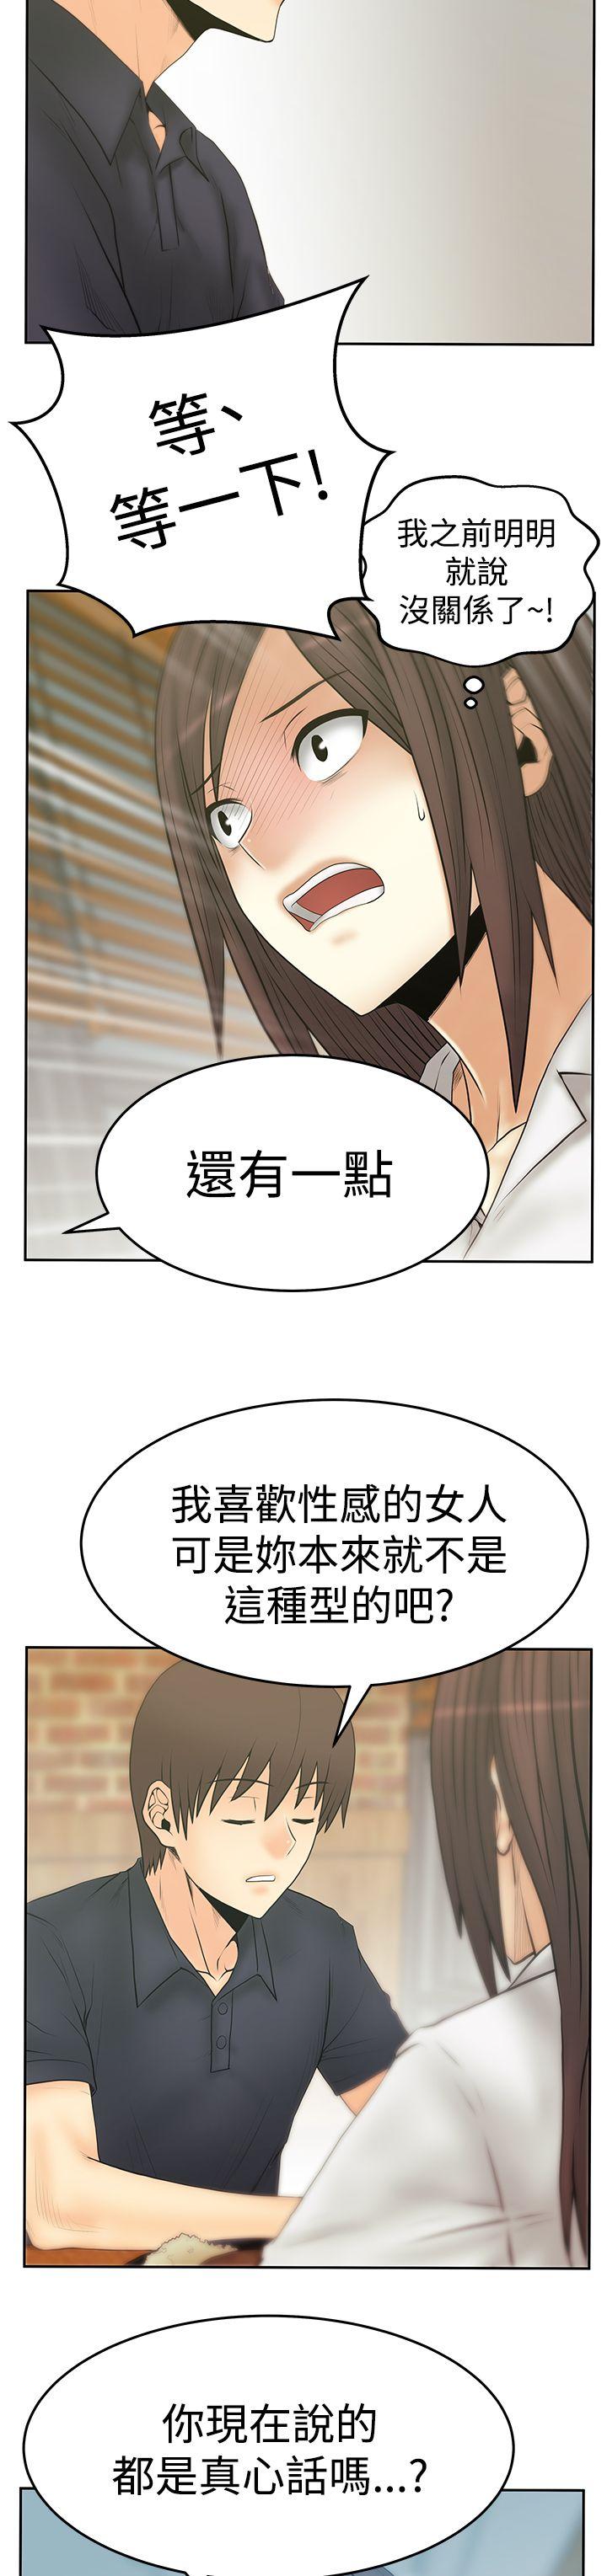 等、
等一下!
我之前明明
就說
沒關係了~!
還有一點
我喜歡性感的女人
可是妳本來就不是
這種型的吧?
你現在說的
都是真心話嗎...?